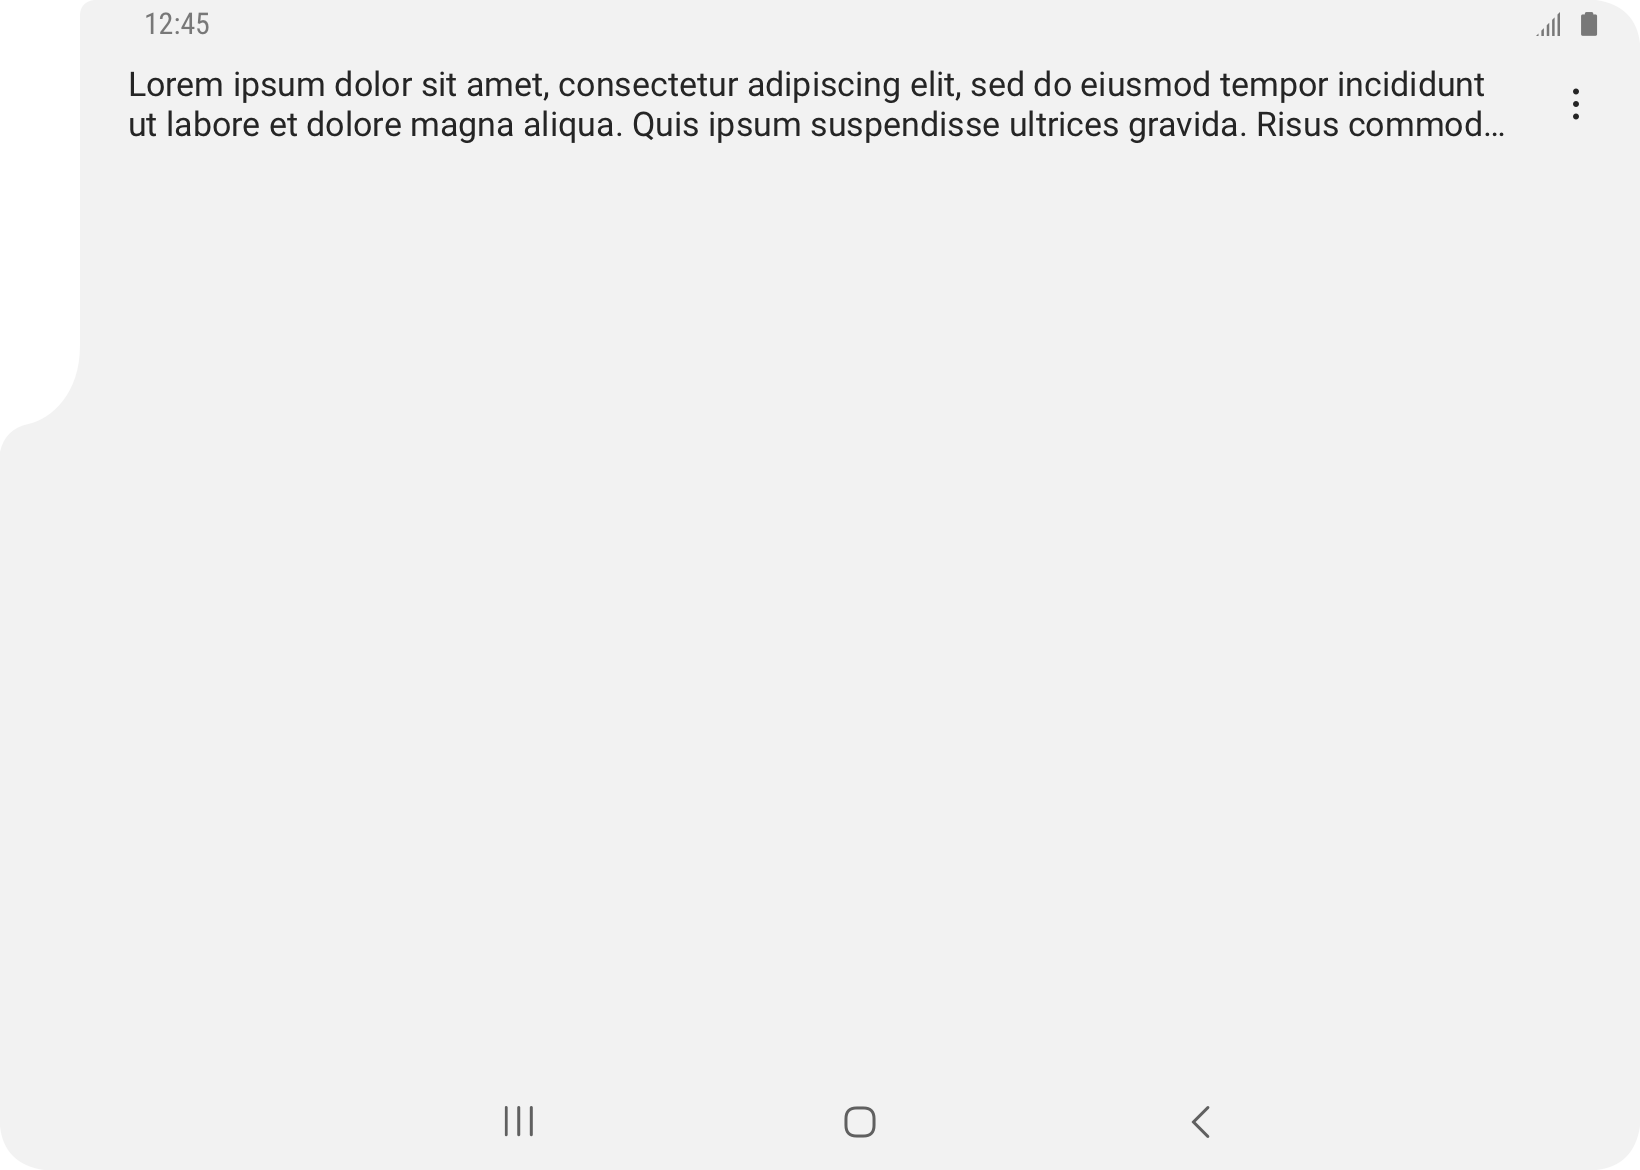 12:45
Lorem ipsum dolor sit amet, consectetur adipiscing elit, sed do eiusmod tempor incididunt
ut labore et dolore magna aliqua. Quis ipsum suspendisse ultrices gravida. Risus commod…